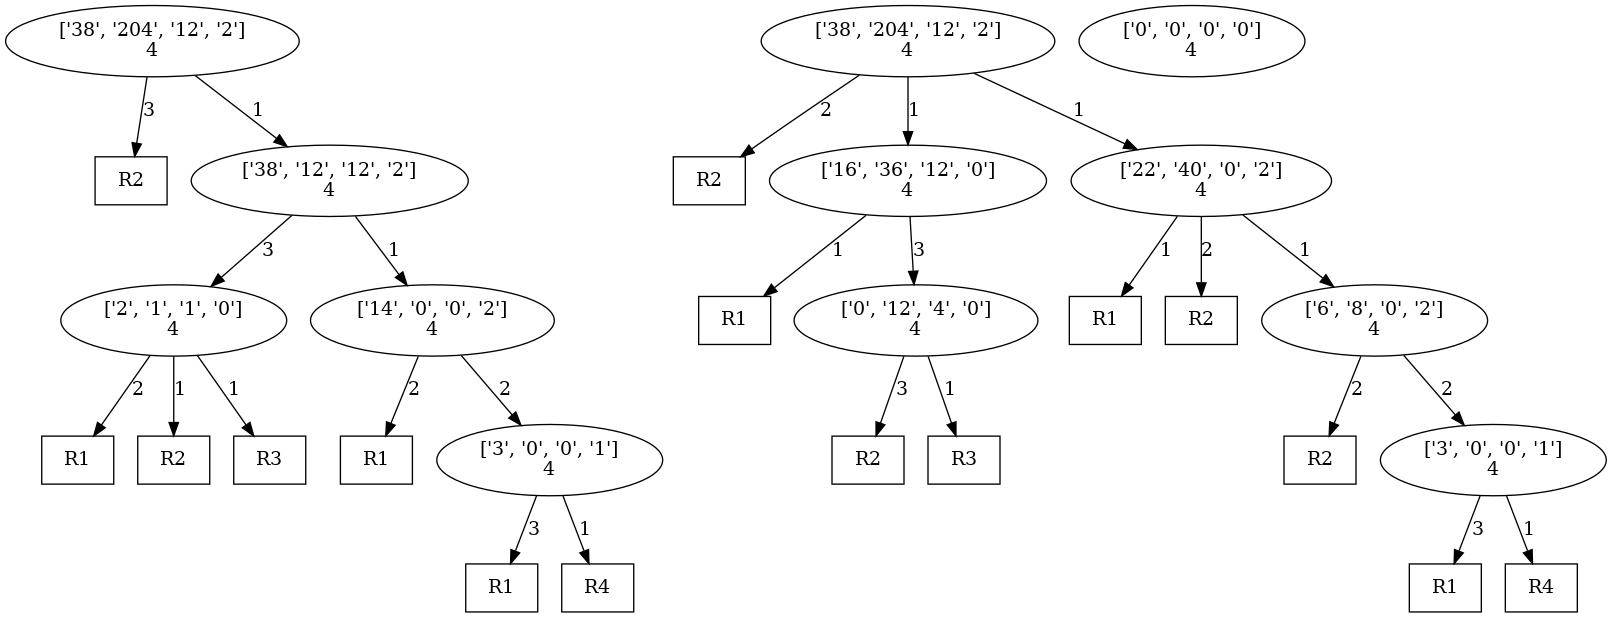 ['38', '204', '12', '2']
4
['38', '204', '12', '2']
4
['0', '0', '0', '0']
4
3
1
2
1
1
R2
['38', '12', '12', '2']
4
R2
['16', '36', '12', '0']
4
['22', '40', '0', '2']
4
3
1
1
3
1
2
1
['2', '1', '1', '0']
4
['14', '0', '0', '2']
4
R1
['0', '12', '4', '0']
4
R1
R2
['6', '8', '0', '2']
4
2
1
1
2
2
3
1
2
2
R1
R2
R3
R1
['3', '0', '0', '1']
4
R2
R3
R2
['3', '0', '0', '1']
4
3
1
3
1
R1
R4
R1
R4